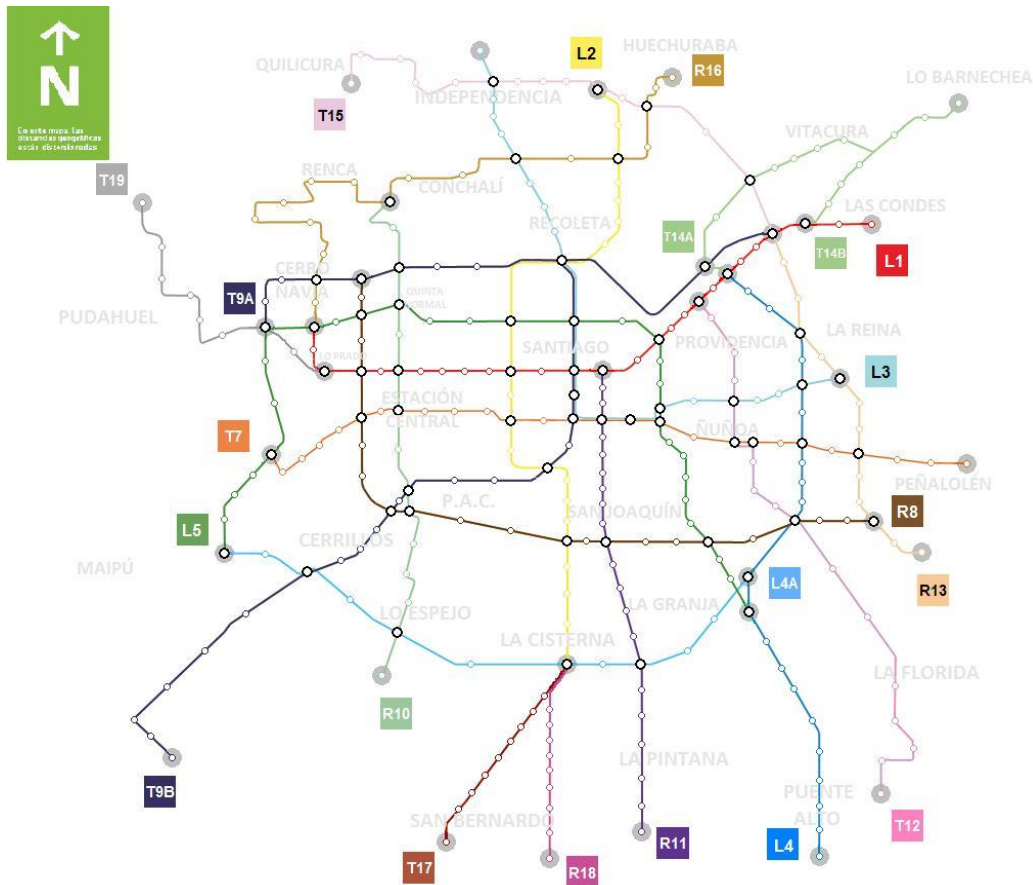 N
En este mapa, las
distancias geográficas
están distorsionadas
QUILICURA
T15
INDEPENDENCIA
L2
HUECHURABA
R16
LO BARNECHEA
VITACURA
T19
RENCA
CONCHALÍ
RECOLETA
LAS CONDES
T14A
T14B
L1
T9A
CERRO
NAVIA
QUINTA
NORMAL
PUDAHUEL
LO PRADO
SANTIAGO
PROVIDENCIA
LA REINA
L3
ESTACIÓN
CENTRAL
T7
ÑUÑOA
PEÑALOLÉN
L5
P.A.C.
SAN JOAQUÍN
R8
CERRILLOS
MAIPÚ
R13
L4A
LO ESPEJO
LA GRANJA
LA CISTERNA
LA FLORIDA
R10
T9B
LA PINTANA
PUENTE
ALTO
T12
SAN BERNARDO
T17
R18
R11
L4